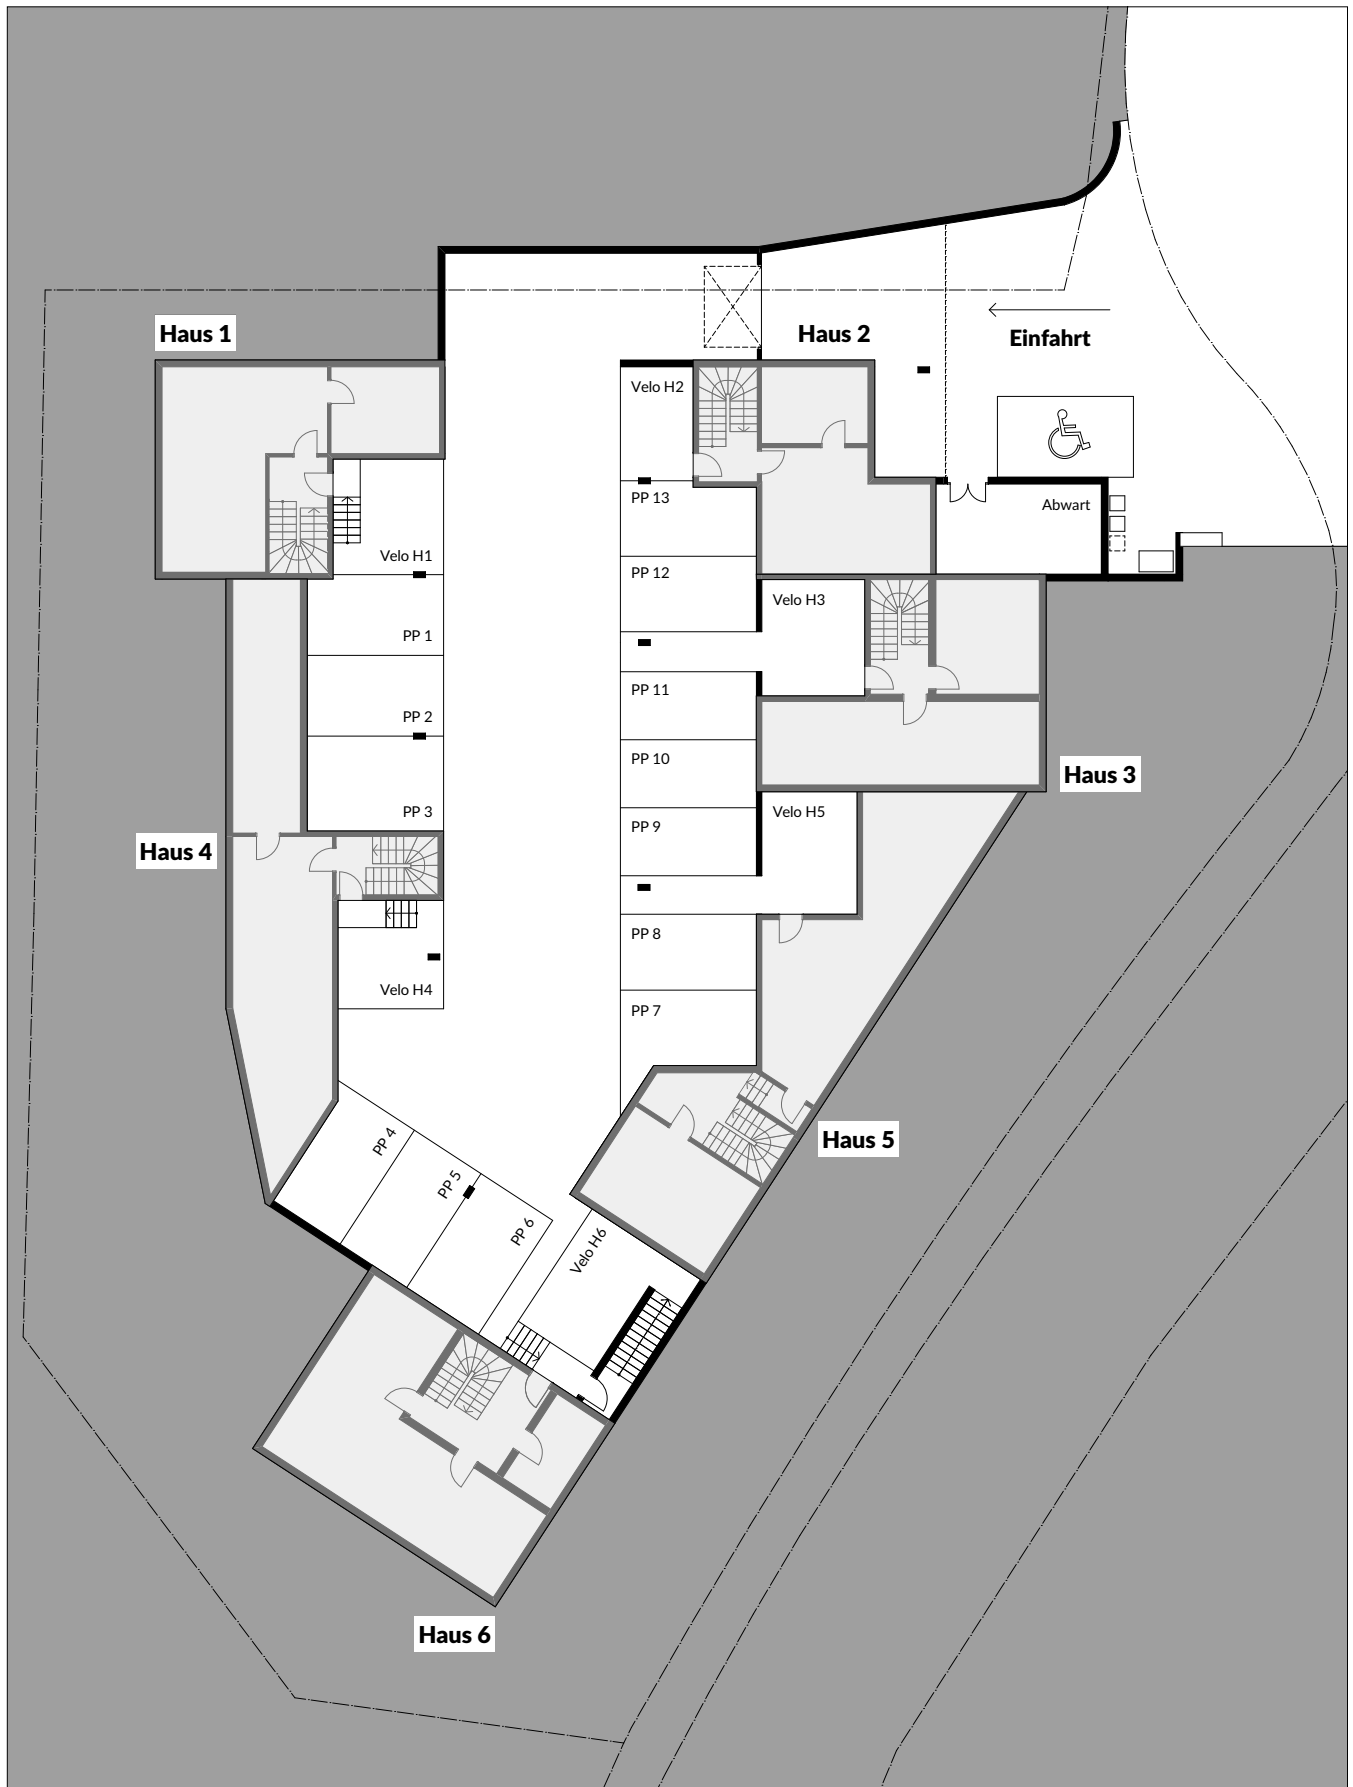 Haus 1
Haus 2
Einfahrt
Velo H2
PP 13
Abwart
Velo H1
PP 12
Velo H3
PP 1
PP 11
PP 2
PP 10
Haus 3
PP 3
Velo H5
PP 9
Haus 4
PP 8
Velo H4
PP 7
PP 4
Haus 5
PP 5
PP 6
Velo H6
Haus 6